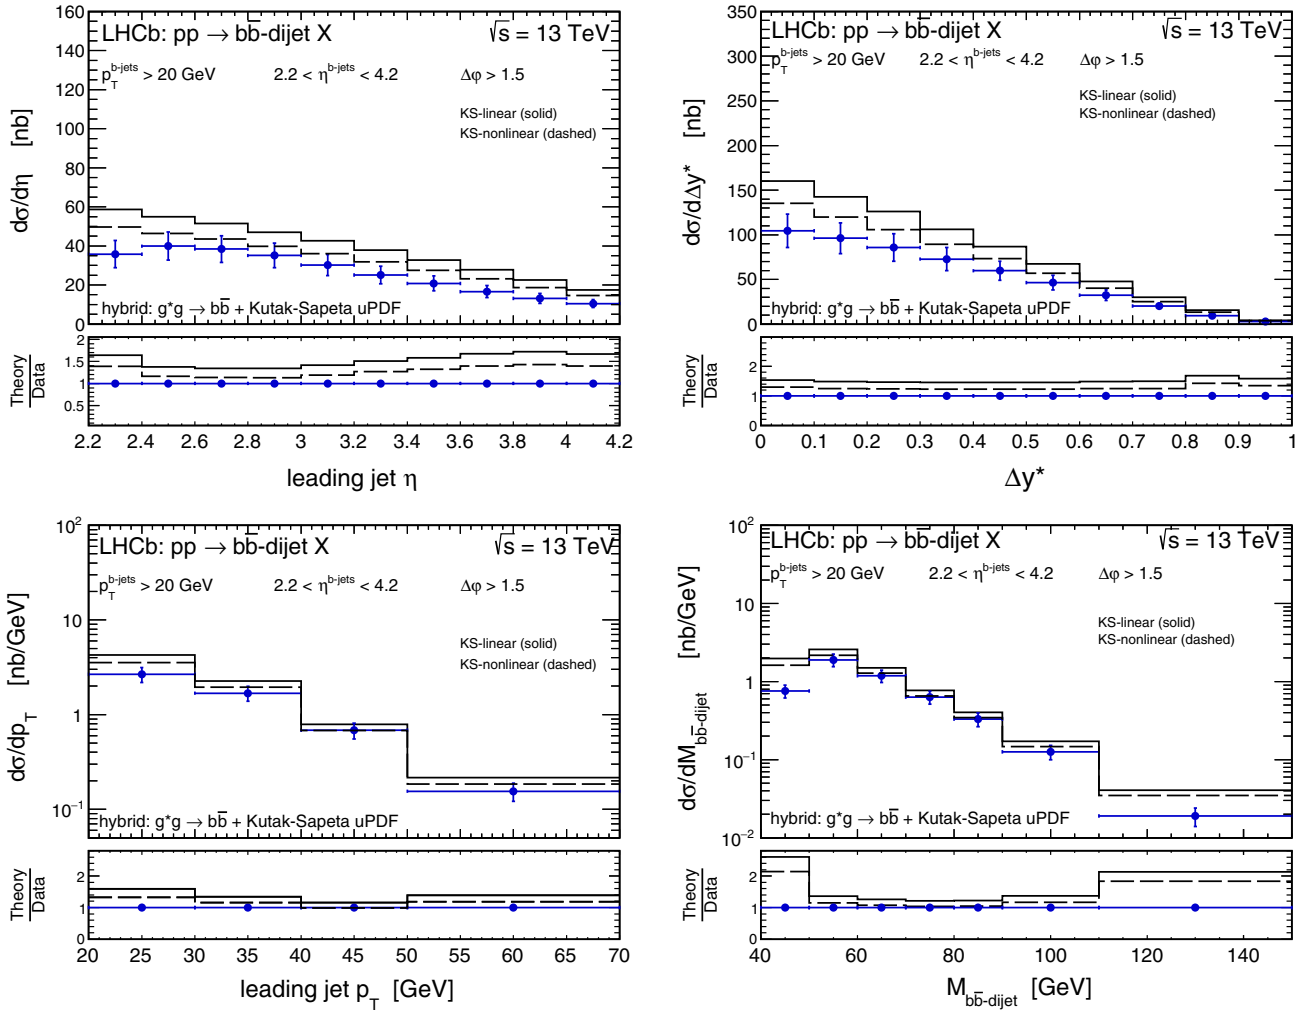 LHCb: pp → bb̄-dijet X √s = 13 TeV
p_T^{b-jets} > 20 GeV 2.2 < η^{b-jets} < 4.2 Δφ > 1.5
KS-linear (solid)
KS-nonlinear (dashed)
dσ/dη [nb]
160
140
120
100
80
60
40
20
0
hybrid: g*g → bb̄ + Kutak-Sapeta uPDF
Theory
Data
2
1.5
1
0.5
2.2 2.4 2.6 2.8 3 3.2 3.4 3.6 3.8 4 4.2
leading jet η
LHCb: pp → bb̄-dijet X √s = 13 TeV
p_T^{b-jets} > 20 GeV 2.2 < η^{b-jets} < 4.2 Δφ > 1.5
KS-linear (solid)
KS-nonlinear (dashed)
dσ/dΔy* [nb]
350
300
250
200
150
100
50
0
hybrid: g*g → bb̄ + Kutak-Sapeta uPDF
Theory
Data
2
1
0
0 0.1 0.2 0.3 0.4 0.5 0.6 0.7 0.8 0.9 1
Δy*
LHCb: pp → bb̄-dijet X √s = 13 TeV
p_T^{b-jets} > 20 GeV 2.2 < η^{b-jets} < 4.2 Δφ > 1.5
KS-linear (solid)
KS-nonlinear (dashed)
dσ/dp_T [nb/GeV]
10²
10
1
10⁻¹
hybrid: g*g → bb̄ + Kutak-Sapeta uPDF
Theory
Data
2
1
0
20 25 30 35 40 45 50 55 60 65 70
leading jet p_T [GeV]
LHCb: pp → bb̄-dijet X √s = 13 TeV
p_T^{b-jets} > 20 GeV 2.2 < η^{b-jets} < 4.2 Δφ > 1.5
KS-linear (solid)
KS-nonlinear (dashed)
dσ/dM_{bb̄-dijet} [nb/GeV]
10²
10
1
10⁻¹
10⁻²
hybrid: g*g → bb̄ + Kutak-Sapeta uPDF
Theory
Data
2
1
0
40 60 80 100 120 140
M_{bb̄-dijet} [GeV]